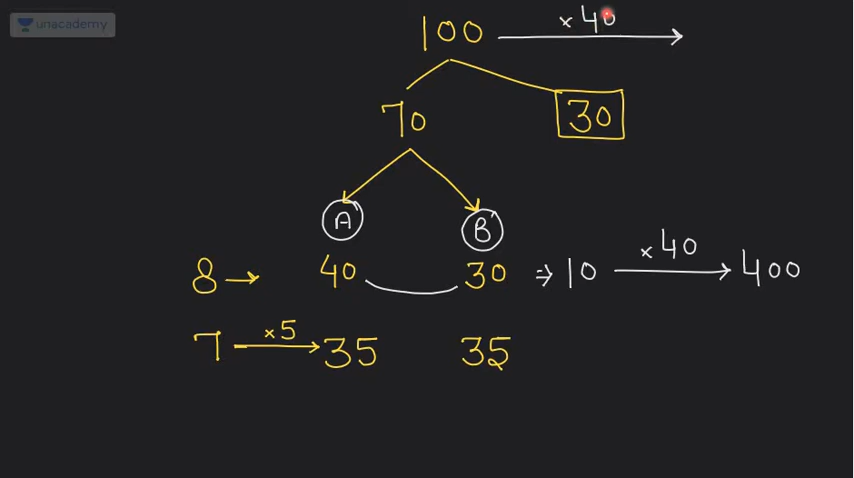 unacademy
100 × 40
70 30
A B
8 → 40 30 ⇒ 10 × 40 → 400
7 × 5 → 35 35